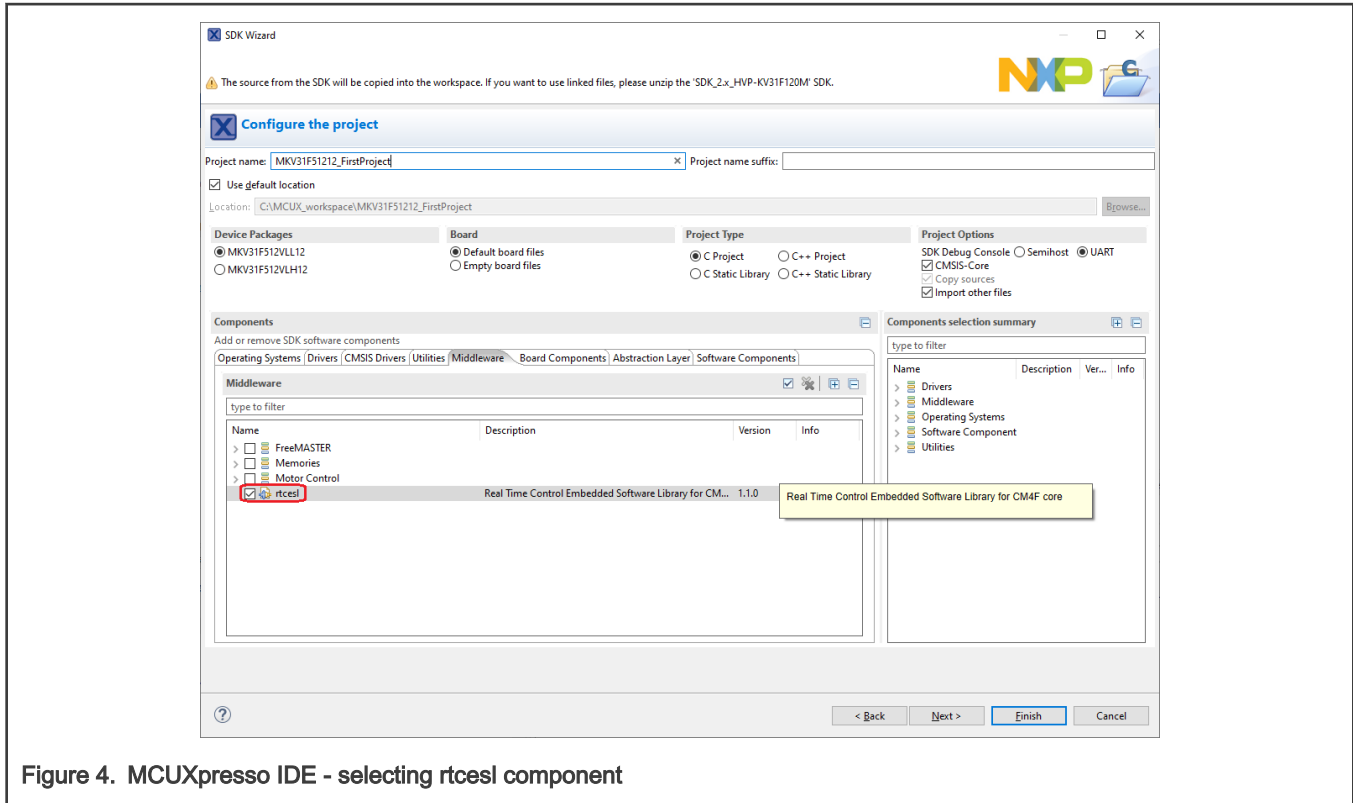 SDK Wizard
The source from the SDK will be copied into the workspace. If you want to use linked files, please unzip the 'SDK_2.x_HVP-KV31F120M' SDK.
NXP
Configure the project
Project name: MKV31F51212_FirstProject Project name suffix:
Use default location
Location: C:\MCUX_workspace\MKV31F51212_FirstProject Browse...
Device Packages Board Project Type Project Options
MKV31F512VLL12 Default board files C Project C++ Project SDK Debug Console Semihost UART
MKV31F512VLH12 Empty board files C Static Library C++ Static Library CMSIS-Core
Copy sources
Import other files
Components Components selection summary
Add or remove SDK software components
type to filter
Operating Systems Drivers CMSIS Drivers Utilities Middleware Board Components Abstraction Layer Software Components
Name Description Ver... Info
Middleware
Drivers
Middleware
type to filter
Operating Systems
Name Description Version Info
Software Component
FreeMASTER
Utilities
Memories
Motor Control
rtcesl Real Time Control Embedded Software Library for CM... 1.1.0
Real Time Control Embedded Software Library for CM4F core
< Back Next > Finish Cancel
Figure 4. MCUXpresso IDE - selecting rtcesl component